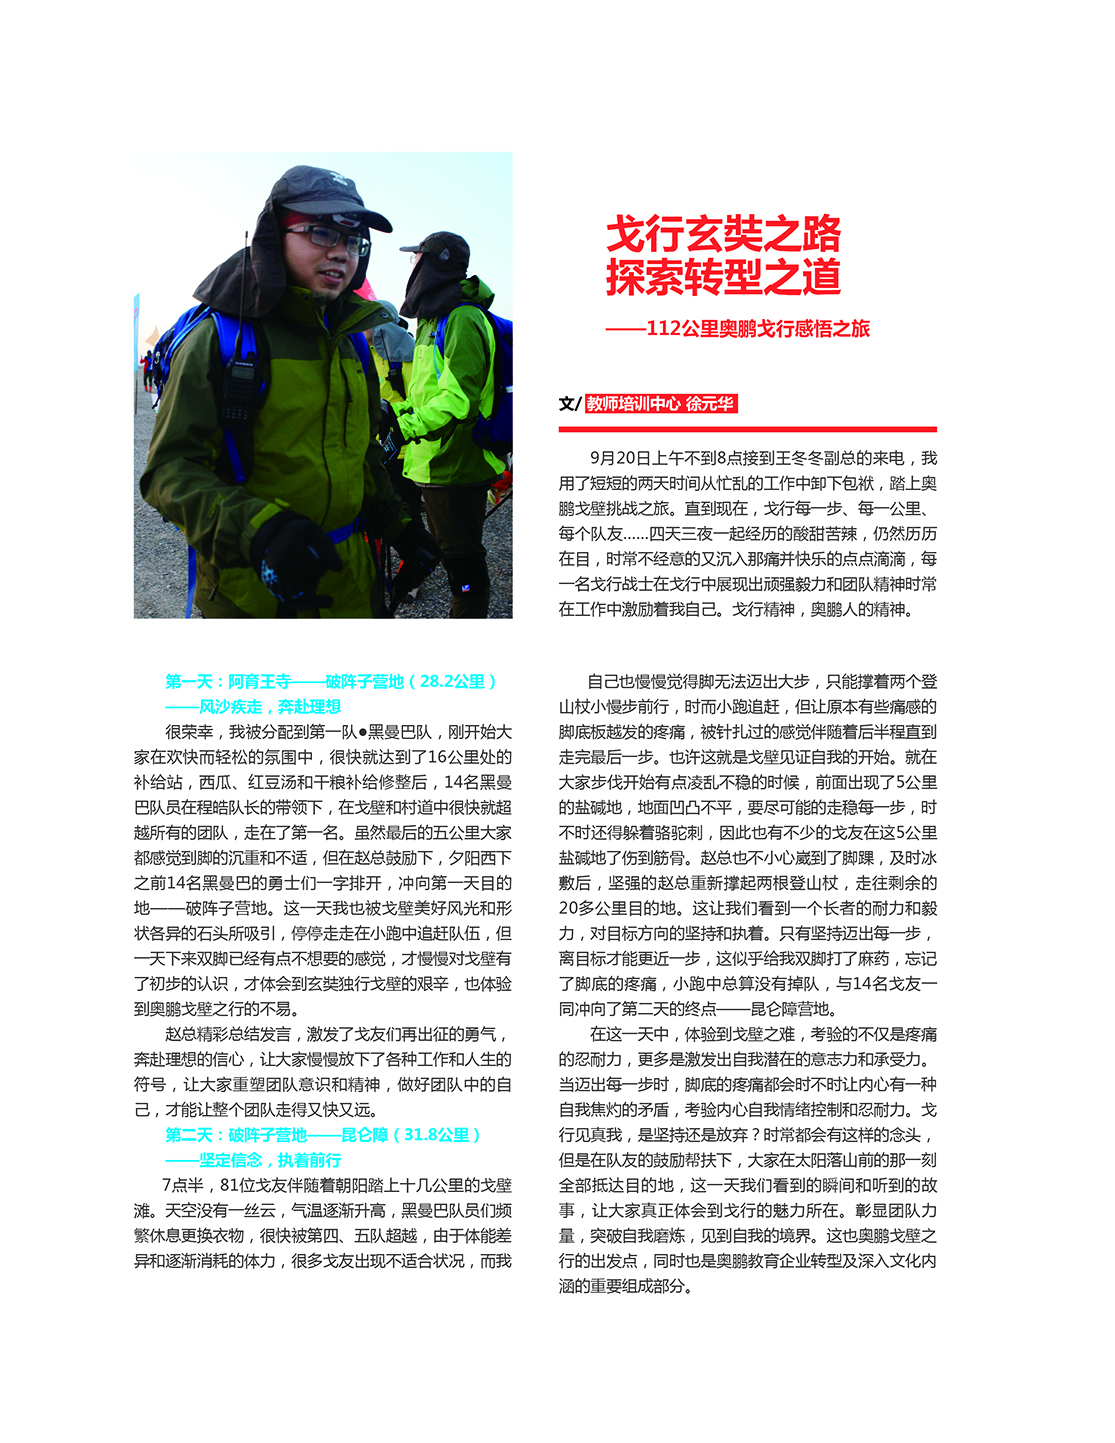 戈行玄奘之路
探索转型之道
——112公里奥鹏戈行感悟之旅
文/ 教师培训中心 徐元华
9月20日上午不到8点接到王冬冬副总的来电，我
用了短短的两天时间从忙乱的工作中卸下包袱，踏上奥
鹏戈壁挑战之旅。直到现在，戈行每一步、每一公里、
每个队友……四天三夜一起经历的酸甜苦辣，仍然历历
在目，时常不经意的又沉入那痛并快乐的点点滴滴，每
一名戈行战士在戈行中展现出顽强毅力和团队精神时常
在工作中激励着我自己。戈行精神，奥鹏人的精神。
第一天：阿育王寺——破阵子营地（28.2公里）
——风沙疾走，奔赴理想
很荣幸，我被分配到第一队●黑曼巴队，刚开始大
家在欢快而轻松的氛围中，很快就达到了16公里处的
补给站，西瓜、红豆汤和干粮补给修整后，14名黑曼
巴队员在程皓队长的带领下，在戈壁和村道中很快就超
越所有的团队，走在了第一名。虽然最后的五公里大家
都感觉到脚的沉重和不适，但在赵总鼓励下，夕阳西下
之前14名黑曼巴的勇士们一字排开，冲向第一天目的
地——破阵子营地。这一天我也被戈壁美好风光和形
状各异的石头所吸引，停停走走在小跑中追赶队伍，但
一天下来双脚已经有点不想要的感觉，才慢慢对戈壁有
了初步的认识，才体会到玄奘独行戈壁的艰辛，也体验
到奥鹏戈壁之行的不易。
赵总精彩总结发言，激发了戈友们再出征的勇气，
奔赴理想的信心，让大家慢慢放下了各种工作和人生的
符号，让大家重塑团队意识和精神，做好团队中的自
己，才能让整个团队走得又快又远。
第二天：破阵子营地——昆仑障（31.8公里）
——坚定信念，执着前行
7点半，81位戈友伴随着朝阳踏上十几公里的戈壁
滩。天空没有一丝云，气温逐渐升高，黑曼巴队员们频
繁休息更换衣物，很快被第四、五队超越，由于体能差
异和逐渐消耗的体力，很多戈友出现不适合状况，而我
自己也慢慢觉得脚无法迈出大步，只能撑着两个登
山杖小慢步前行，时而小跑追赶，但让原本有些痛感的
脚底板越发的疼痛，被针扎过的感觉伴随着后半程直到
走完最后一步。也许这就是戈壁见证自我的开始。就在
大家步伐开始有点凌乱不稳的时候，前面出现了5公里
的盐碱地，地面凹凸不平，要尽可能的走稳每一步，时
不时还得躲着骆驼刺，因此也有不少的戈友在这5公里
盐碱地了伤到筋骨。赵总也不小心崴到了脚踝，及时冰
敷后，坚强的赵总重新撑起两根登山杖，走往剩余的
20多公里目的地。这让我们看到一个长者的耐力和毅
力，对目标方向的坚持和执着。只有坚持迈出每一步，
离目标才能更近一步，这似乎给我双脚打了麻药，忘记
了脚底的疼痛，小跑中总算没有掉队，与14名戈友一
同冲向了第二天的终点——昆仑障营地。
在这一天中，体验到戈壁之难，考验的不仅是疼痛
的忍耐力，更多是激发出自我潜在的意志力和承受力。
当迈出每一步时，脚底的疼痛都会时不时让内心有一种
自我焦灼的矛盾，考验内心自我情绪控制和忍耐力。戈
行见真我，是坚持还是放弃？时常都会有这样的念头，
但是在队友的鼓励帮扶下，大家在太阳落山前的那一刻
全部抵达目的地，这一天我们看到的瞬间和听到的故
事，让大家真正体会到戈行的魅力所在。彰显团队力
量，突破自我磨炼，见到自我的境界。这也奥鹏戈壁之
行的出发点，同时也是奥鹏教育企业转型及深入文化内
涵的重要组成部分。